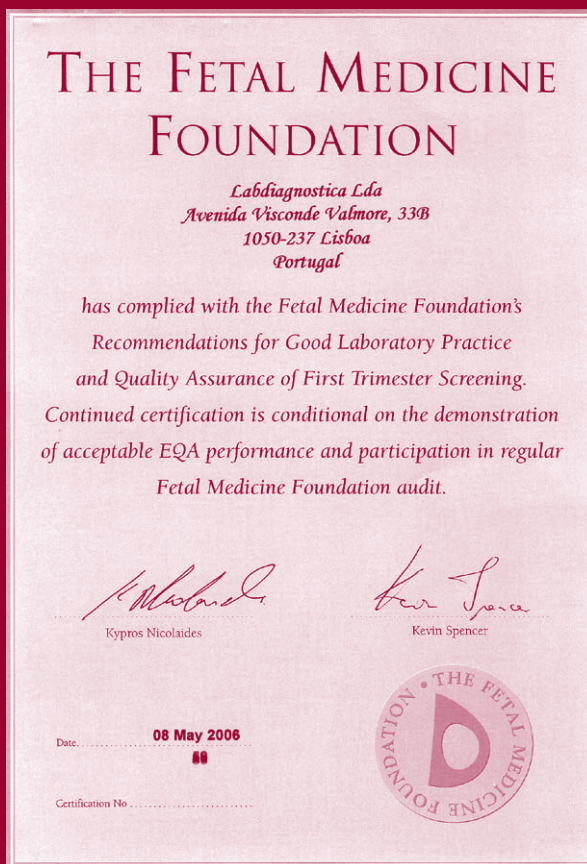 THE FETAL MEDICINE
FOUNDATION
Labdiagnostica Lda
Avenida Visconde Valmore, 33B
1050-237 Lisboa
Portugal
has complied with the Fetal Medicine Foundation's
Recommendations for Good Laboratory Practice
and Quality Assurance of First Trimester Screening.
Continued certification is conditional on the demonstration
of acceptable EQA performance and participation in regular
Fetal Medicine Foundation audit.
Kypros Nicolaides
Kevin Spencer
Date 08 May 2006
Certification No
• THE FETAL MEDICINE FOUNDATION